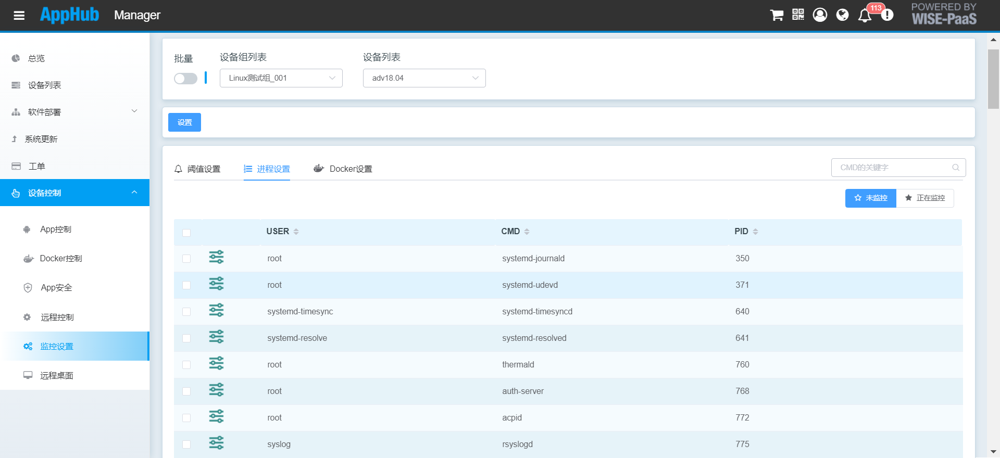 AppHub Manager
113
POWERED BY
WISE-PaaS
总览
设备列表
软件部署
系统更新
工单
设备控制
App控制
Docker控制
App安全
远程控制
监控设置
远程桌面
批量
设备组列表
设备列表
Linux测试组_001
adv18.04
设置
阈值设置
进程设置
Docker设置
CMD的关键字
未监控
正在监控
USER CMD PID
root systemd-journald 350
root systemd-udevd 371
systemd-timesync systemd-timesyncd 640
systemd-resolve systemd-resolved 641
root thermald 760
root auth-server 768
root acpid 772
syslog rsyslogd 775